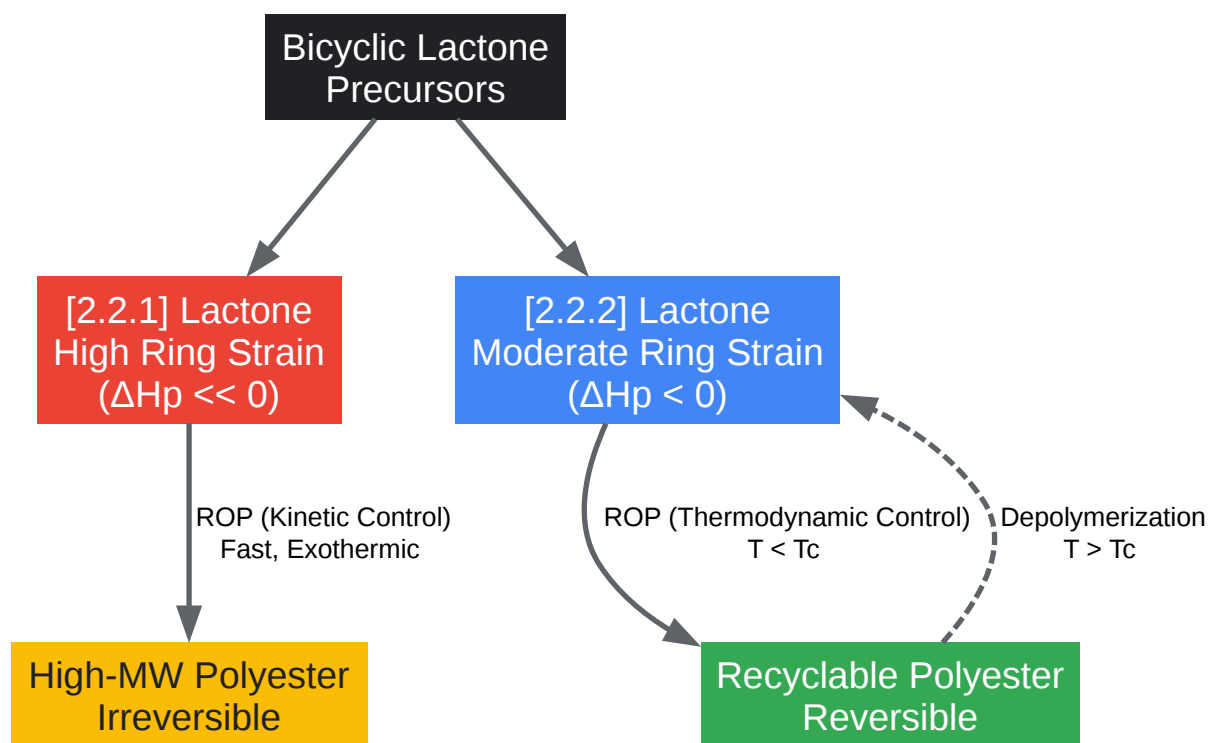 Bicyclic Lactone
Precursors
[2.2.1] Lactone
High Ring Strain
(ΔHp << 0)
[2.2.2] Lactone
Moderate Ring Strain
(ΔHp < 0)
ROP (Kinetic Control)
Fast, Exothermic
ROP (Thermodynamic Control)
T < Tc
Depolymerization
T > Tc
High-MW Polyester
Irreversible
Recyclable Polyester
Reversible